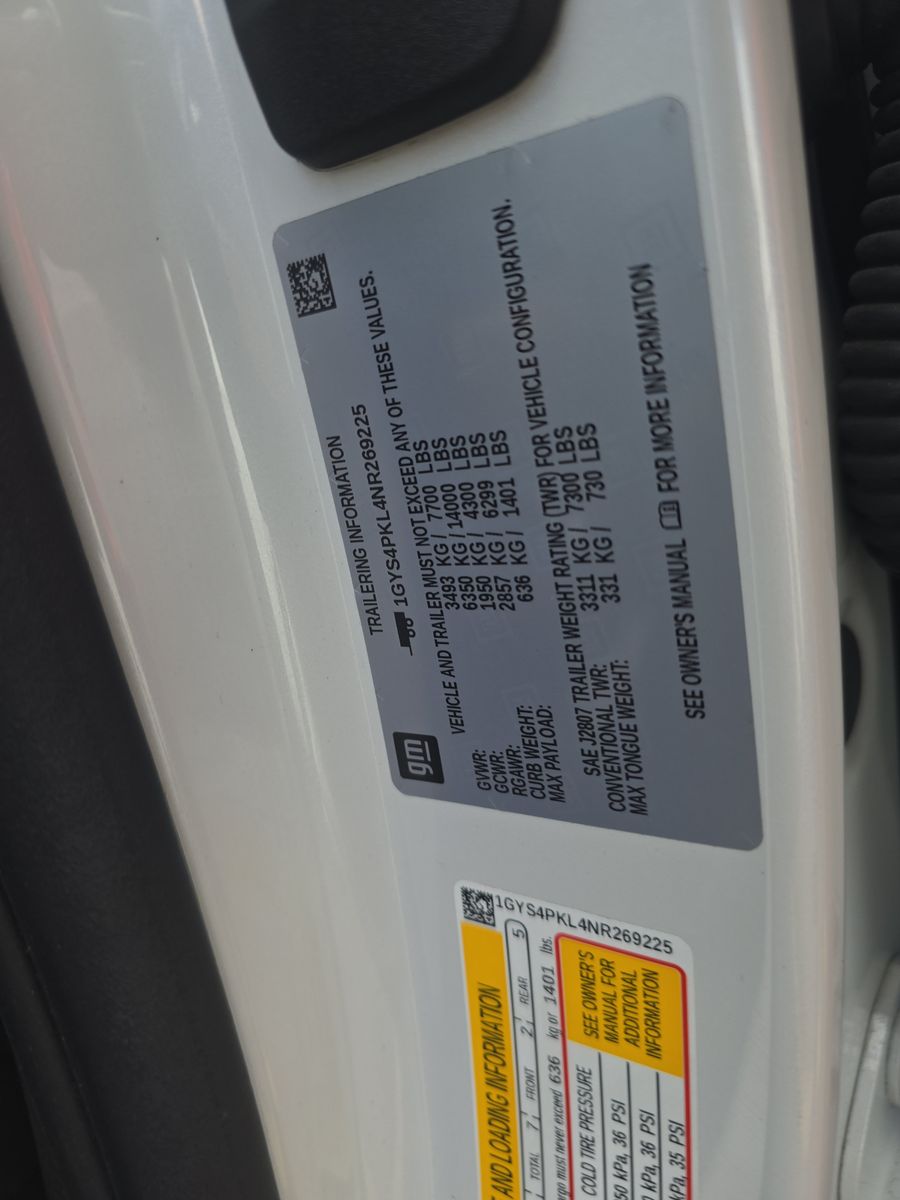 gm
TRAILERING INFORMATION
1GYS4PKL4NR269225
VEHICLE AND TRAILER MUST NOT EXCEED ANY OF THESE VALUES.
GVWR: 3493 KG / 7700 LBS
GCWR: 6350 KG / 14000 LBS
RGAWR: 1950 KG / 4300 LBS
CURB WEIGHT: 2857 KG / 6299 LBS
MAX PAYLOAD: 636 KG / 1401 LBS
SAE J2807 TRAILER WEIGHT RATING (TWR) FOR VEHICLE CONFIGURATION.
CONVENTIONAL TWR: 3311 KG / 7300 LBS
MAX TONGUE WEIGHT: 331 KG / 730 LBS
SEE OWNER'S MANUAL FOR MORE INFORMATION
AND LOADING INFORMATION
TOTAL 7 FRONT 2 REAR 5
must never exceed 636 kg or 1401 lbs.
COLD TIRE PRESSURE
kPa, 36 PSI
kPa, 36 PSI
kPa, 35 PSI
SEE OWNER'S
MANUAL FOR
ADDITIONAL
INFORMATION
1GYS4PKL4NR269225